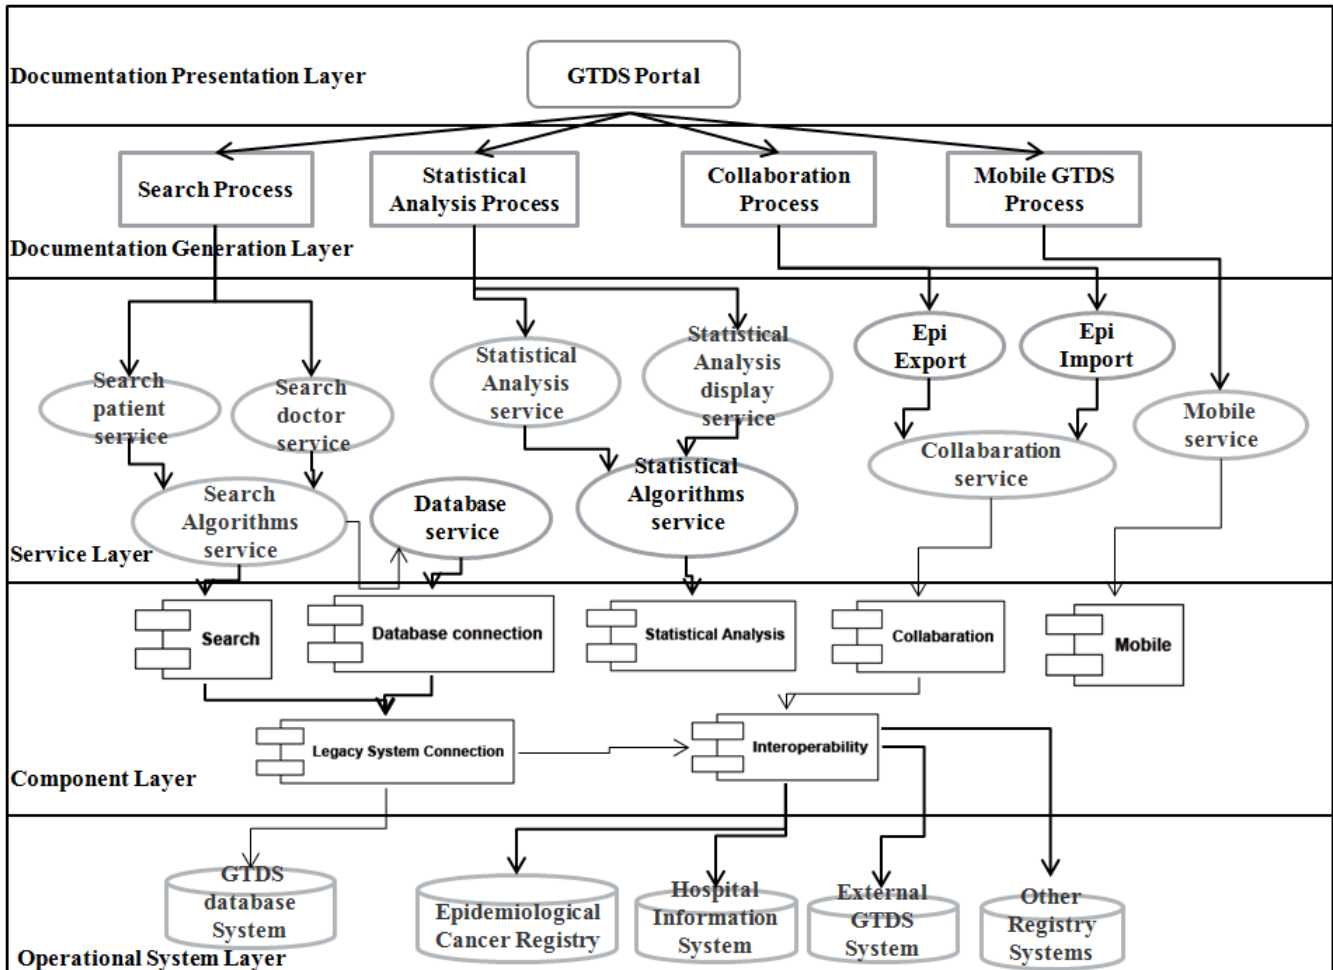 Documentation Presentation Layer
GTDS Portal
Search Process
Statistical
Analysis Process
Collaboration
Process
Mobile GTDS
Process
Documentation Generation Layer
Search
patient
service
Search
doctor
service
Statistical
Analysis
service
Statistical
Analysis
display
service
Epi
Export
Epi
Import
Mobile
service
Collabaration
service
Search
Algorithms
service
Database
service
Statistical
Algorithms
service
Service Layer
Search
Database connection
Statistical Analysis
Collabaration
Mobile
Legacy System Connection
Interoperability
Component Layer
GTDS
database
System
Epidemiological
Cancer Registry
Hospital
Information
System
External
GTDS
System
Other
Registry
Systems
Operational System Layer